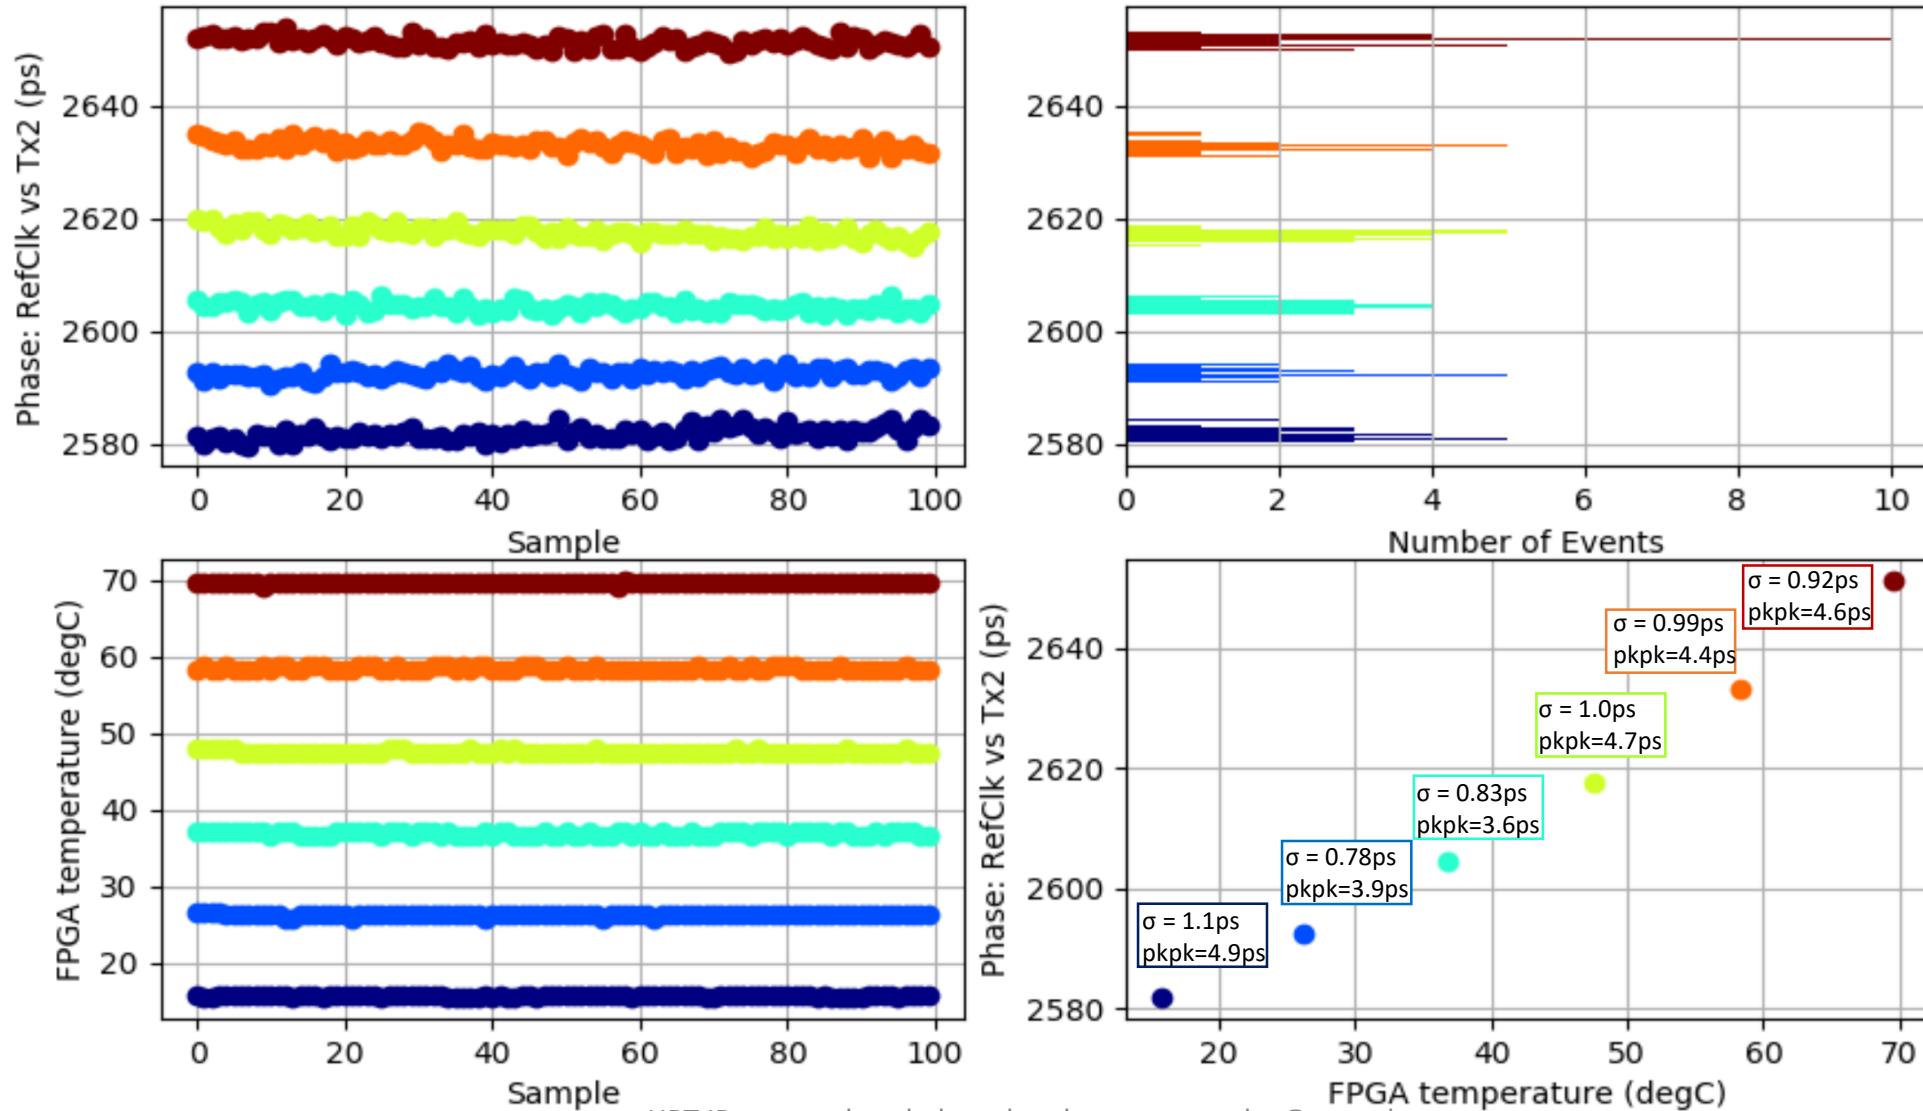 Phase: RefClk vs Tx2 (ps)
2640
2620
2600
2580
0 20 40 60 80 100
Sample
2640
2620
2600
2580
0 2 4 6 8 10
Number of Events
FPGA temperature (degC)
70
60
50
40
30
20
0 20 40 60 80 100
Sample
Phase: RefClk vs Tx2 (ps)
2640
2620
2600
2580
σ = 0.92ps
pkpk=4.6ps
σ = 0.99ps
pkpk=4.4ps
σ = 1.0ps
pkpk=4.7ps
σ = 0.83ps
pkpk=3.6ps
σ = 0.78ps
pkpk=3.9ps
σ = 1.1ps
pkpk=4.9ps
20 30 40 50 60 70
FPGA temperature (degC)